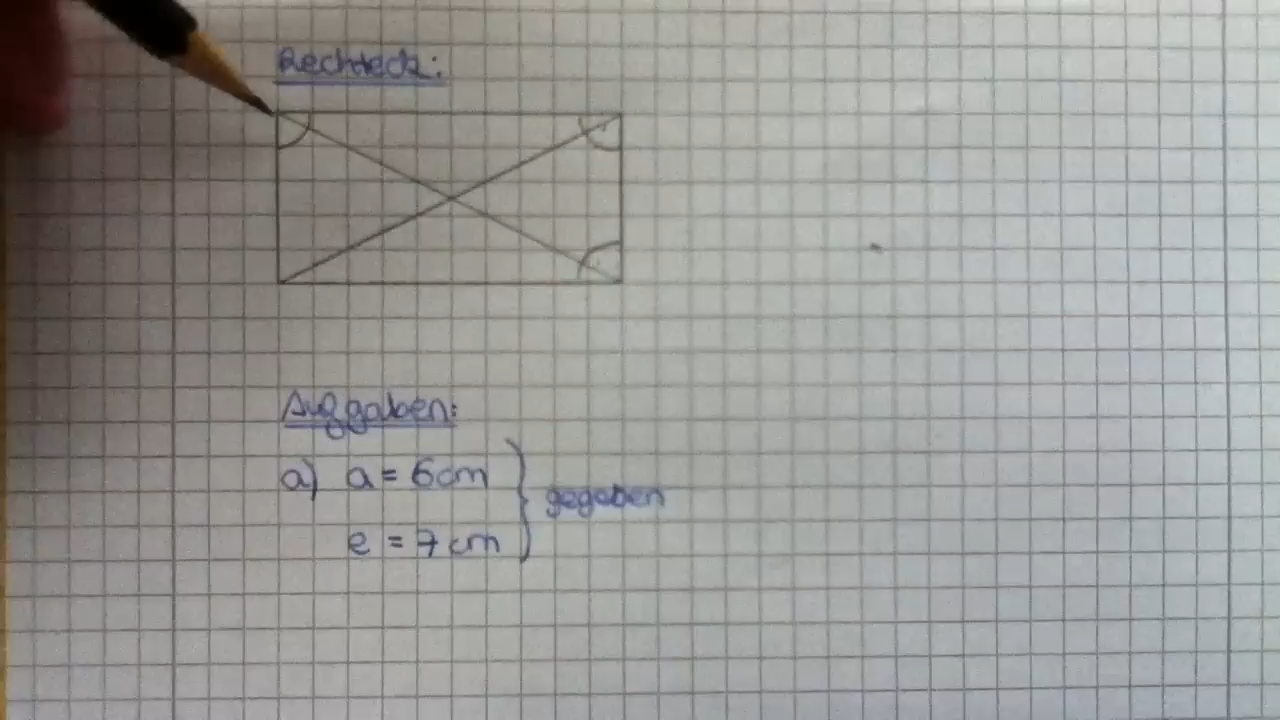 Rechteck:
Aufgaben:
a) a = 6cm
gegeben
e = 7cm